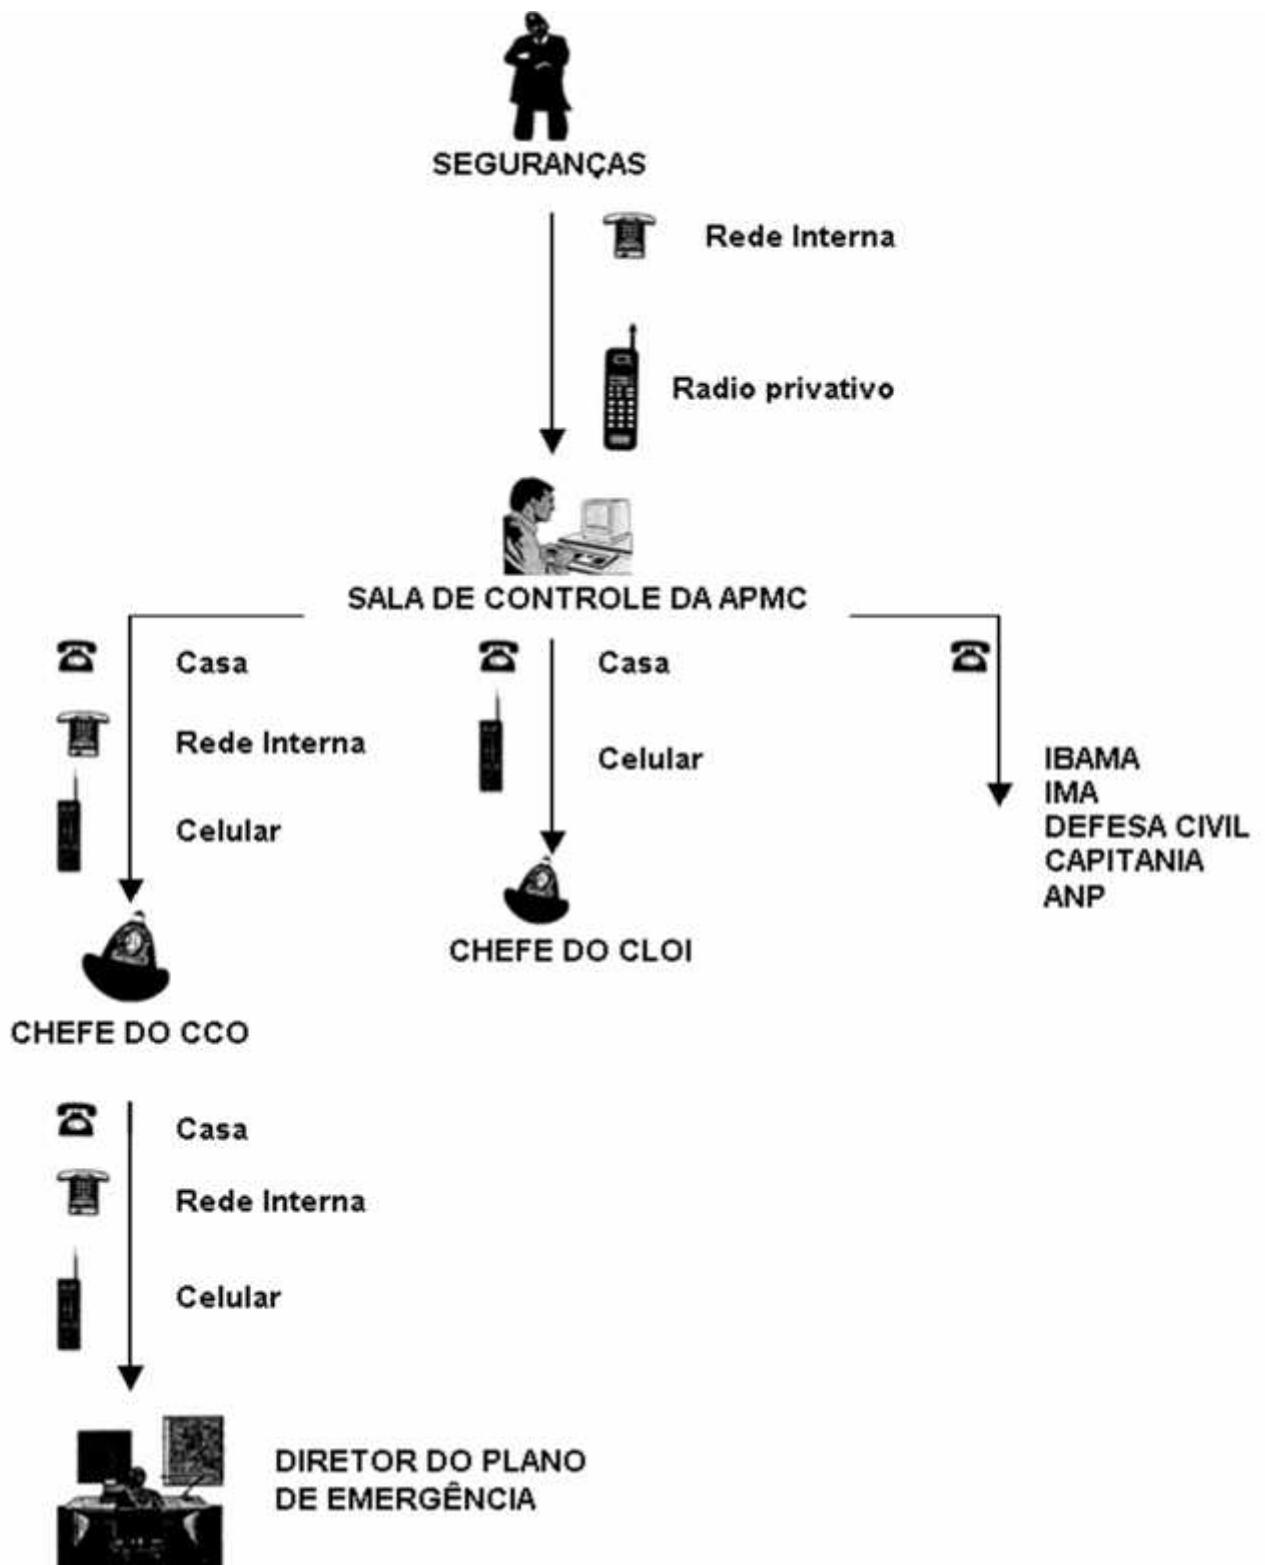 SEGURANÇAS
Rede Interna
Radio privativo
SALA DE CONTROLE DA APMC
Casa
Rede Interna
Celular
CHEFE DO CCO
Casa
Celular
CHEFE DO CLOI
IBAMA
IMA
DEFESA CIVIL
CAPITANIA
ANP
Casa
Rede Interna
Celular
DIRETOR DO PLANO
DE EMERGÊNCIA